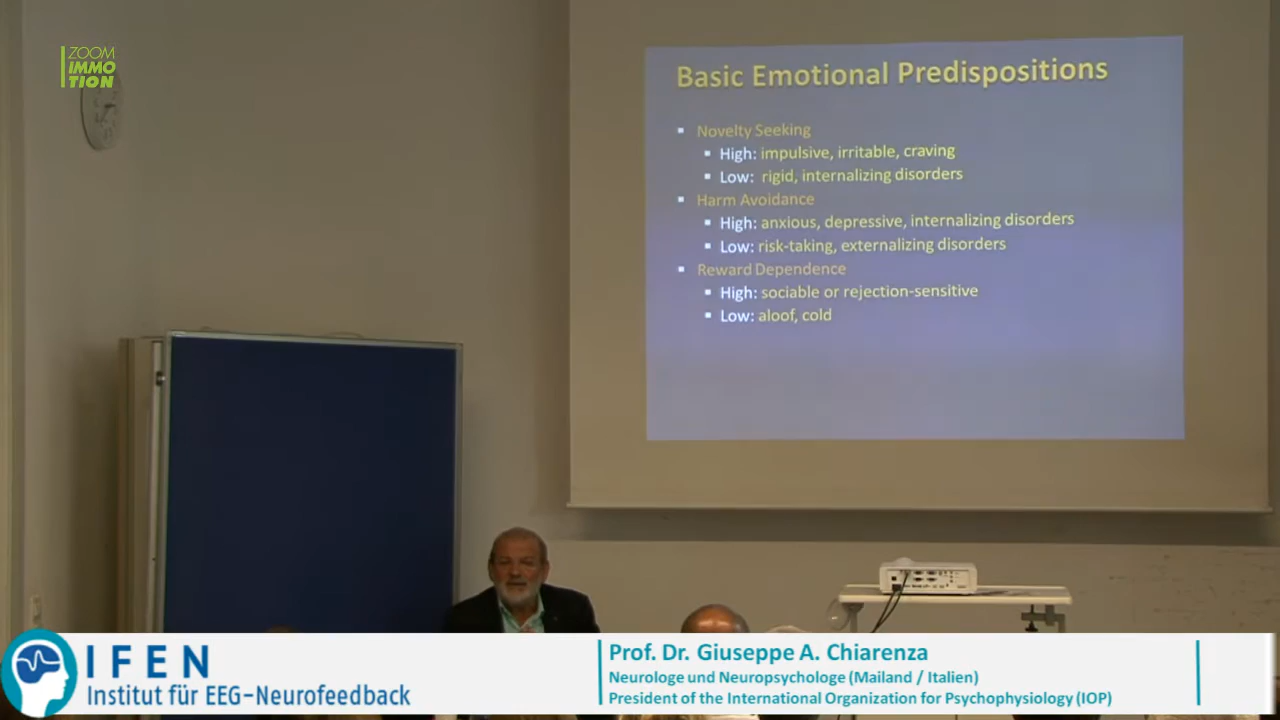 ZOOM
IMMO
TION
Basic Emotional Predispositions
Novelty Seeking
High: impulsive, irritable, craving
Low: rigid, internalizing disorders
Harm Avoidance
High: anxious, depressive, internalizing disorders
Low: risk-taking, externalizing disorders
Reward Dependence
High: sociable or rejection-sensitive
Low: aloof, cold
IFEN
Institut für EEG-Neurofeedback
Prof. Dr. Giuseppe A. Chiarenza
Neurologe und Neuropsychologe (Mailand / Italien)
President of the International Organization for Psychophysiology (IOP)